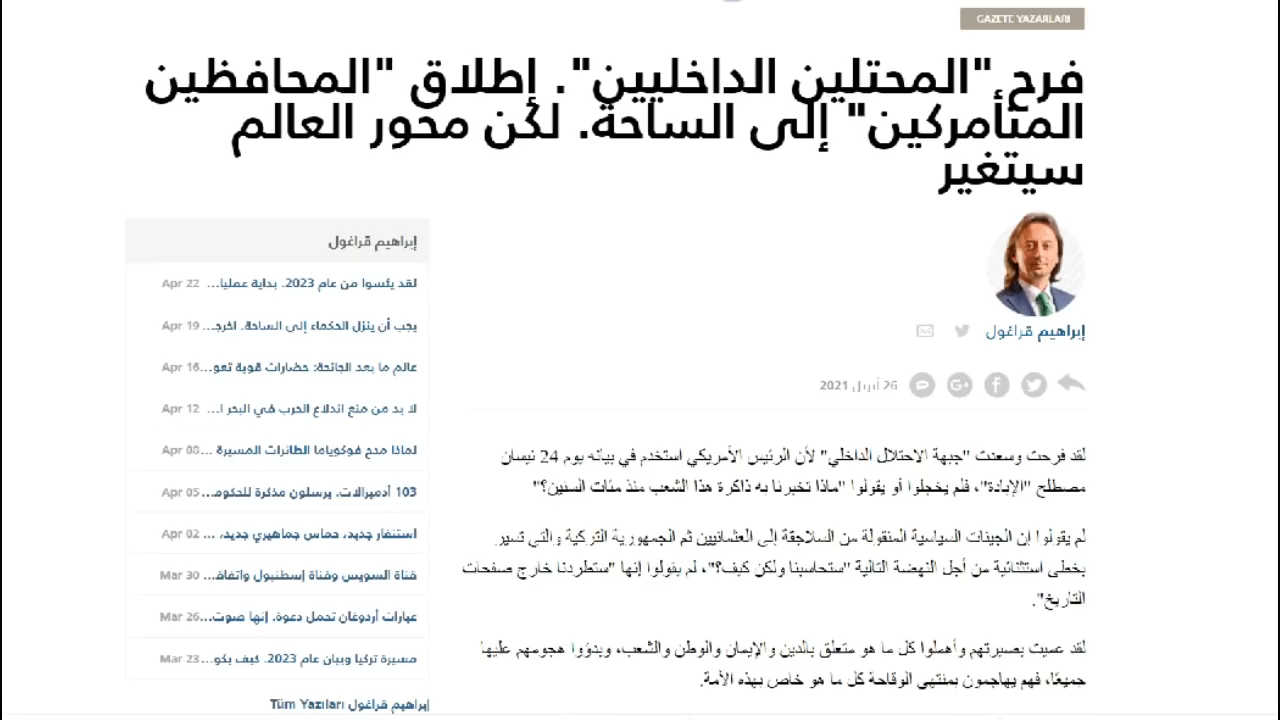 GAZETE YAZARLARI
فرح "المحتلين الداخليين". إطلاق "المحافظين
المتأمركين" إلى الساحة. لكن محور العالم
سيتغير
إبراهيم قراغول
26 أبريل 2021
لقد فرحت وسعدت "جبهة الاحتلال الداخلي" لأن الرئيس الأمريكي استخدم في بيانه يوم 24 نيسان
مصطلح "الإبادة"، فلم يخجلوا أو يقولوا "ماذا تخبرنا به ذاكرة هذا الشعب منذ مئات السنين؟"
لم يقولوا إن الجينات السياسية المنقولة من السلاجقة إلى العثمانيين ثم الجمهورية التركية والتي تسير
بخطى استثنائية من أجل النهضة التالية "ستحاسبنا ولكن كيف؟"، لم يقولوا إنها "ستطردنا خارج صفحات
التاريخ".
لقد عميت بصيرتهم وأهملوا كل ما هو متعلق بالدين والإيمان والوطن والشعب، وبدؤوا هجومهم عليها
جميعًا، فهم يهاجمون بمنتهى الوقاحة كل ما هو خاص بهذه الأمة.
إبراهيم قراغول
لقد يئسوا من عام 2023. بداية عمليا... Apr 22
يجب أن ينزل الحكماء إلى الساحة. اخرجـ... Apr 19
عالم ما بعد الجائحة: حضارات قوية تعو... Apr 16
لا بد من منع اندلاع الحرب في البحر ا... Apr 12
لماذا مدح فوكوياما الطائرات المسيرة ... Apr 08
103 أدميرالات. يرسلون مذكرة للحكومـ... Apr 05
استنفار جديد، حماس جماهيري جديد، ... Apr 02
قناة السويس وقناة إسطنبول واتفاقـ... Mar 30
عبارات أردوغان تحمل دعوة. إنها صوت... Mar 26
مسيرة تركيا وبيان عام 2023. كيف يكو... Mar 23
إبراهيم قراغول Tüm Yazıları